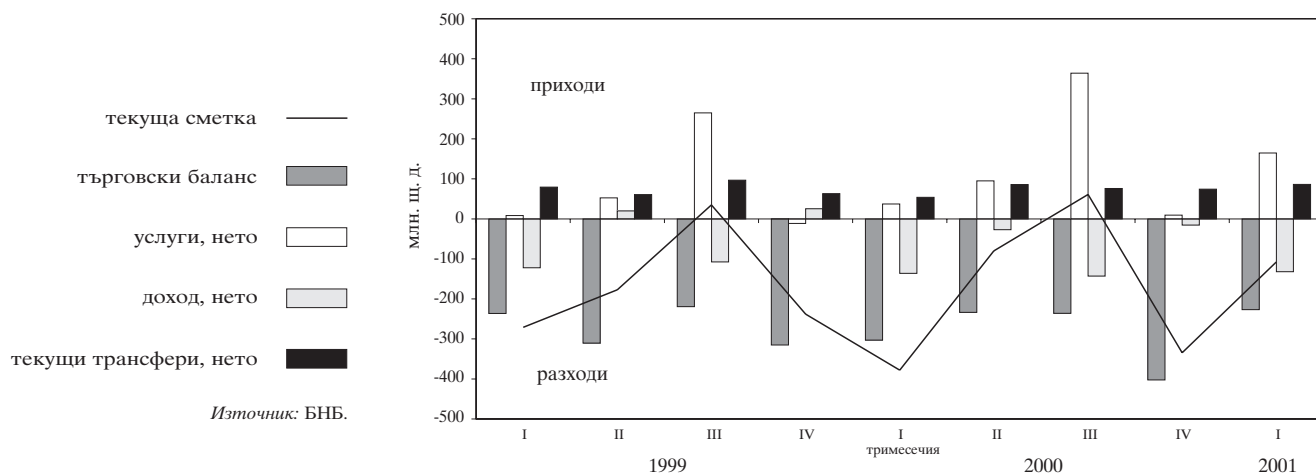 текуща сметка
търговски баланс
услуги, нето
доход, нето
текущи трансфери, нето
Източник: БНБ.
млн. щ. д.
500
400
300
200
100
0
-100
-200
-300
-400
-500
приходи
разходи
I II III IV I II III IV I
тримесечия
1999 2000 2001